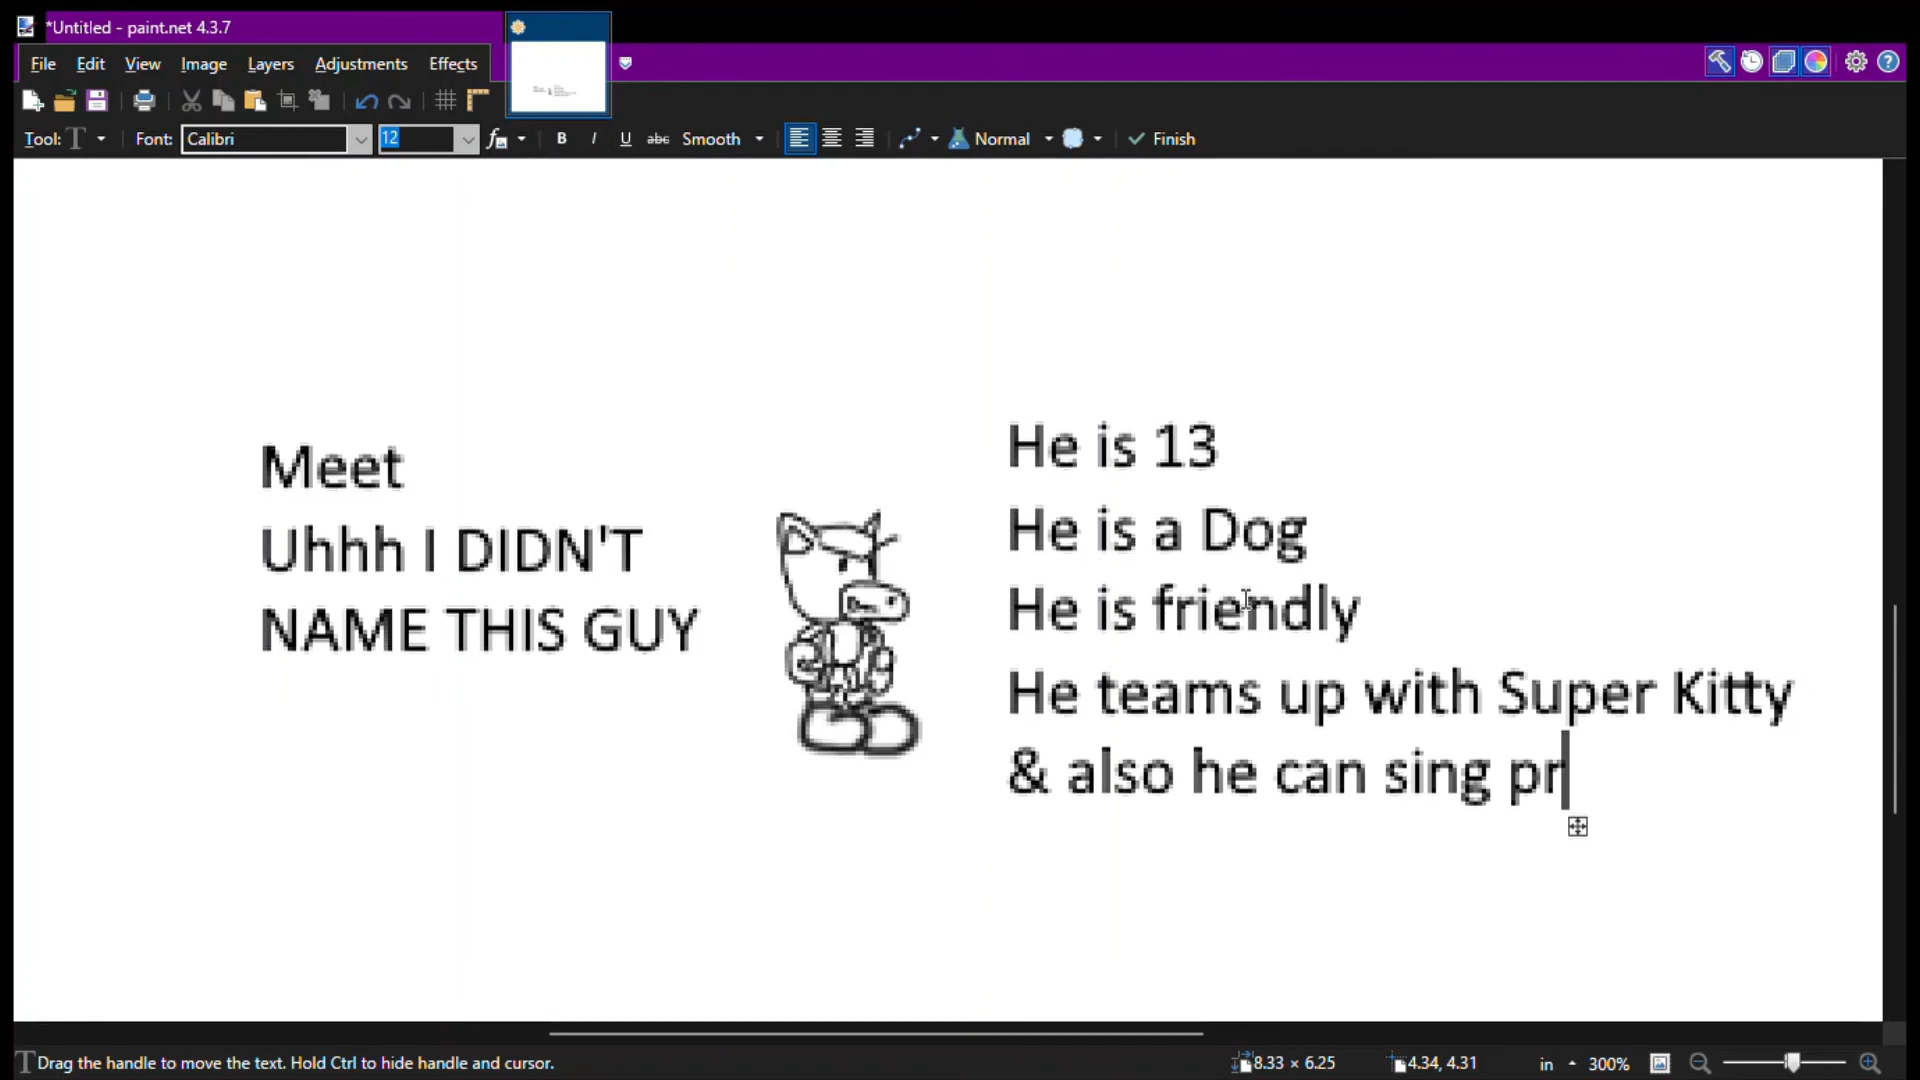 *Untitled - paint.net 4.3.7
File Edit View Image Layers Adjustments Effects
Tool: T Font: Calibri 12 fx B I U abc Smooth Normal Finish
Meet
Uhhh I DIDN'T
NAME THIS GUY
He is 13
He is a Dog
He is friendly
He teams up with Super Kitty
& also he can sing pr
Drag the handle to move the text. Hold Ctrl to hide handle and cursor. 8.33 × 6.25 4.34, 4.31 in 300%